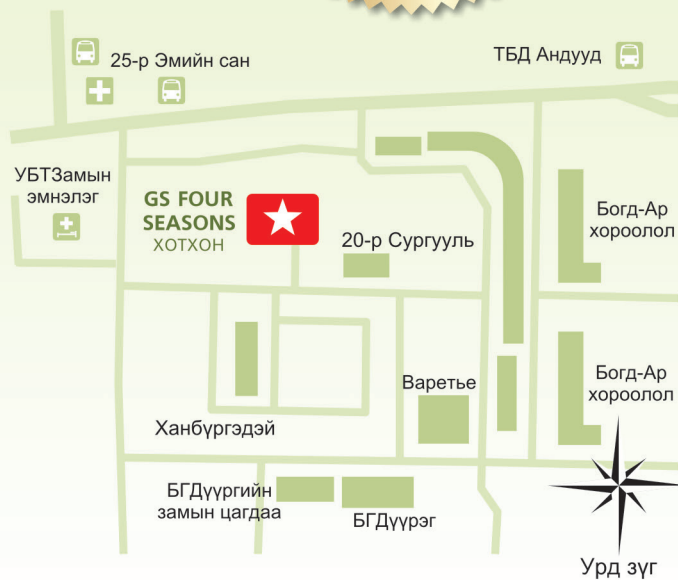 25-р Эмийн сан
ТБД Андууд
УБТЗамын
эмнэлэг
GS FOUR
SEASONS
ХОТХОН
20-р Сургууль
Богд-Ар
хороолол
Варетье
Богд-Ар
хороолол
Ханбүргэдэй
БГДүүргийн
замын цагдаа
БГДүүрэг
Урд зүг